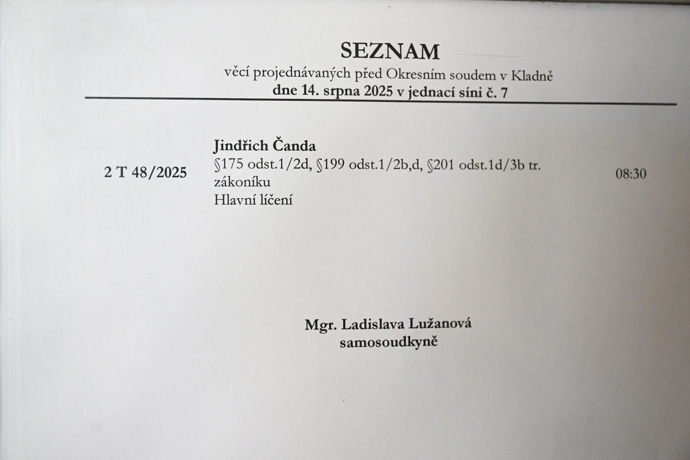 SEZNAM
věcí projednávaných před Okresním soudem v Kladně
dne 14. srpna 2025 v jednací síni č. 7
Jindřich Čanda
2 T 48/2025 §175 odst.1/2d, §199 odst.1/2b,d, §201 odst.1d/3b tr. 08:30
zákoníku
Hlavní líčení
Mgr. Ladislava Lužanová
samosoudkyně